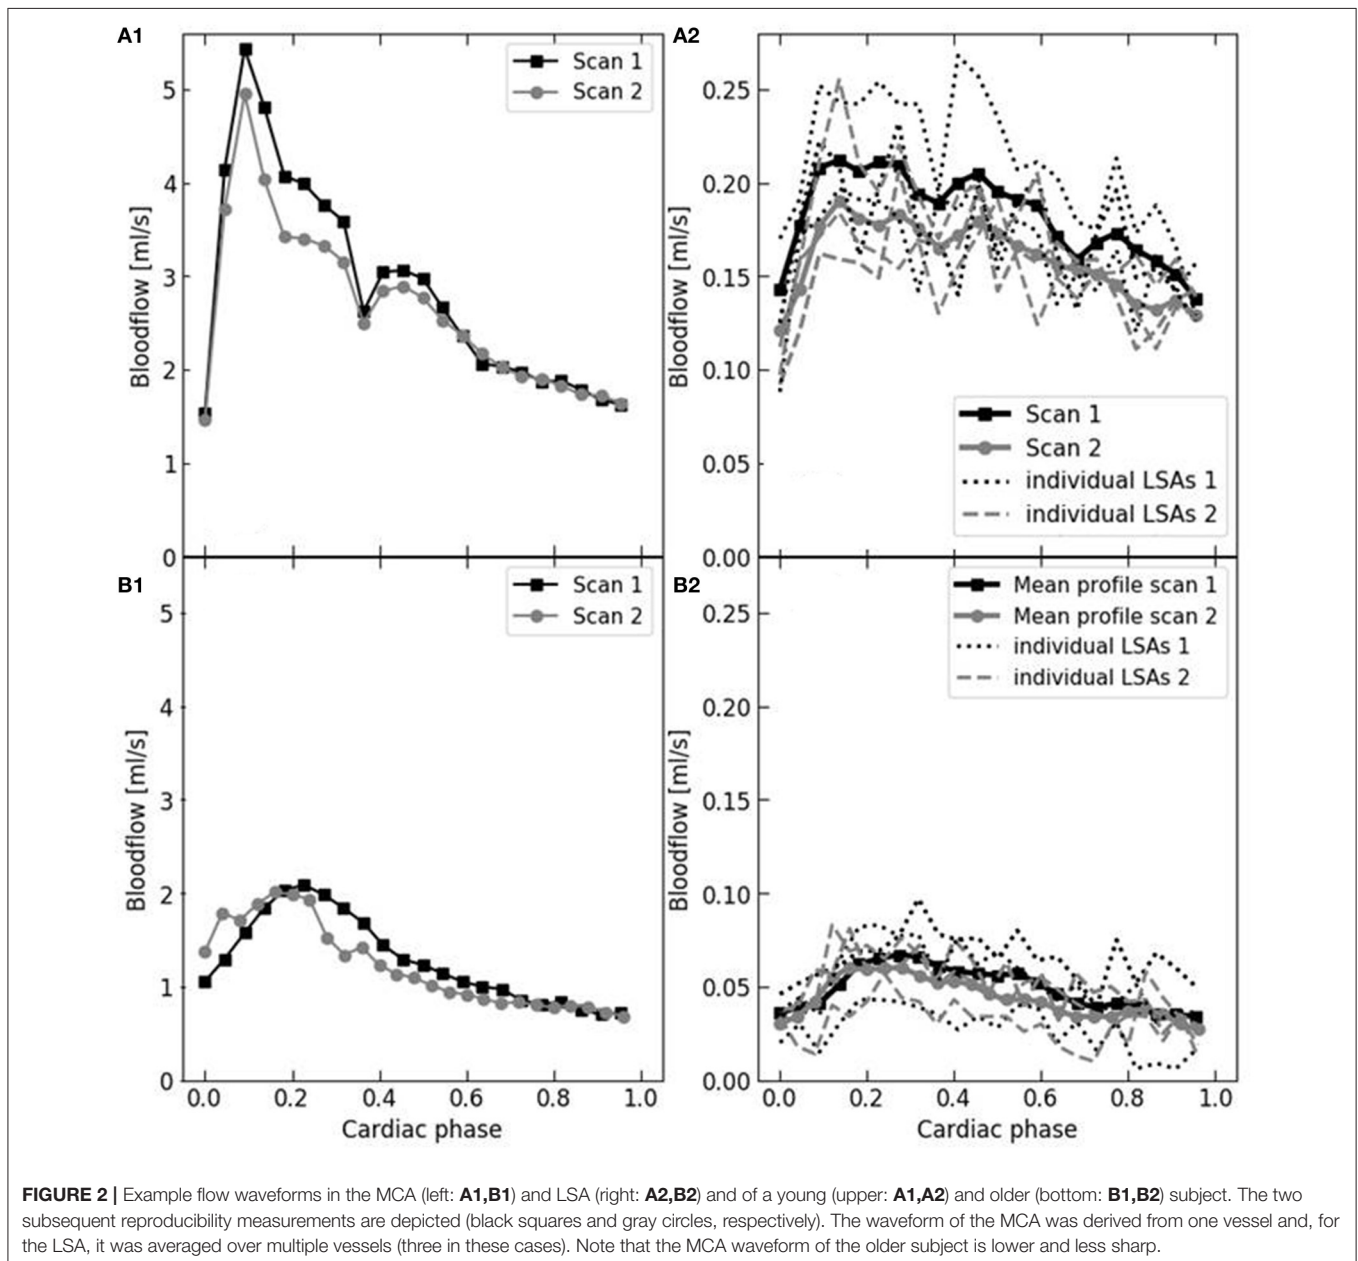 A1
Scan 1
Scan 2
5
4
3
2
1
0
Bloodflow [ml/s]
A2
0.25
0.20
0.15
0.10
0.05
0.00
Bloodflow [ml/s]
Scan 1
Scan 2
individual LSAs 1
individual LSAs 2
B1
Scan 1
Scan 2
5
4
3
2
1
0
Bloodflow [ml/s]
0.0 0.2 0.4 0.6 0.8 1.0
Cardiac phase
B2
Mean profile scan 1
Mean profile scan 2
individual LSAs 1
individual LSAs 2
0.25
0.20
0.15
0.10
0.05
0.00
Bloodflow [ml/s]
0.0 0.2 0.4 0.6 0.8 1.0
Cardiac phase
FIGURE 2 | Example flow waveforms in the MCA (left: A1,B1) and LSA (right: A2,B2) and of a young (upper: A1,A2) and older (bottom: B1,B2) subject. The two
subsequent reproducibility measurements are depicted (black squares and gray circles, respectively). The waveform of the MCA was derived from one vessel and, for
the LSA, it was averaged over multiple vessels (three in these cases). Note that the MCA waveform of the older subject is lower and less sharp.